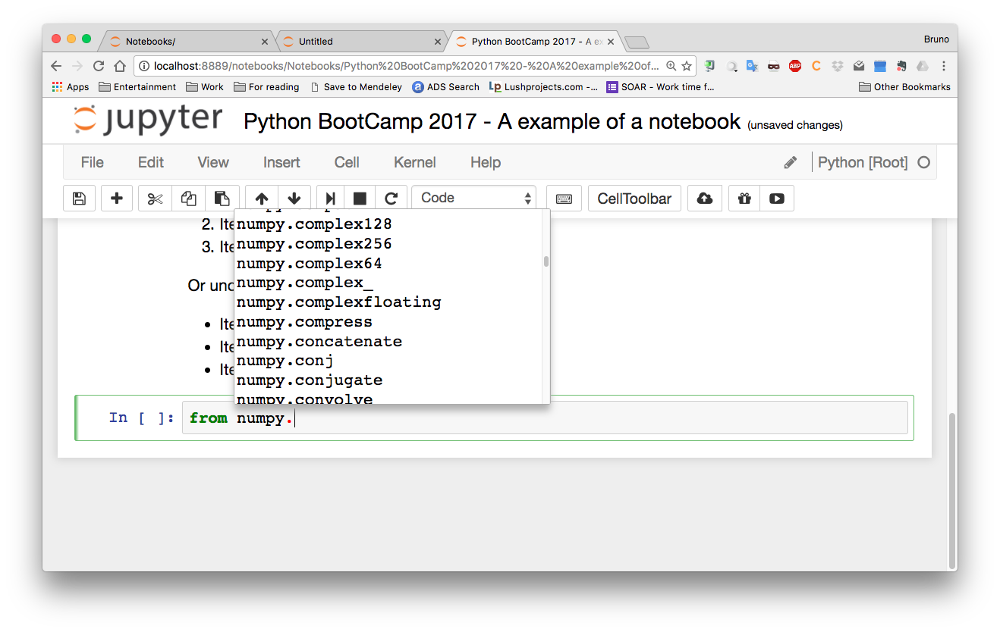 Notebooks/
Untitled
Python BootCamp 2017 - A ex
Bruno
localhost:8889/notebooks/Notebooks/Python%20BootCamp%202017%20-%20A%20example%20of...
ABP
Apps Entertainment Work For reading Save to Mendeley ADS Search Lushprojects.com -... SOAR - Work time f... Other Bookmarks
jupyter Python BootCamp 2017 - A example of a notebook (unsaved changes)
File Edit View Insert Cell Kernel Help Python [Root]
Code CellToolbar
2. Ite
3. Ite
Or und
• Ite
• Ite
• Ite
numpy.complex128
numpy.complex256
numpy.complex64
numpy.complex_
numpy.complexfloating
numpy.compress
numpy.concatenate
numpy.conj
numpy.conjugate
numpy.convolve
In [ ]: from numpy.